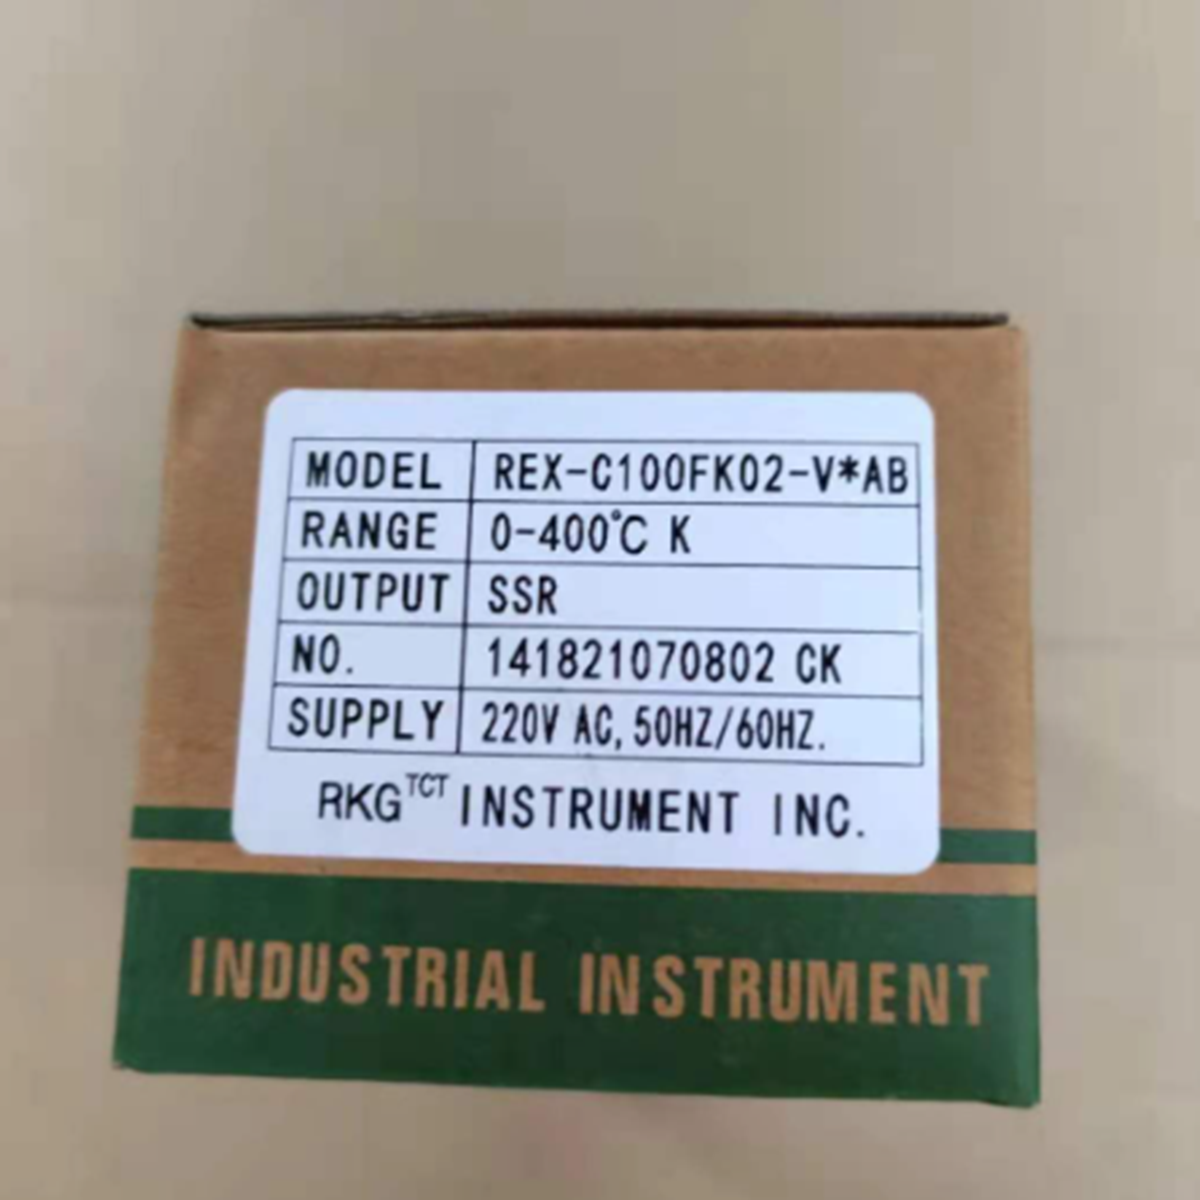 MODEL REX-C100FK02-V*AB
RANGE 0-400℃ K
OUTPUT SSR
NO. 141821070802 CK
SUPPLY 220V AC, 50HZ/60HZ.
RKG TCT INSTRUMENT INC.
INDUSTRIAL INSTRUMENT